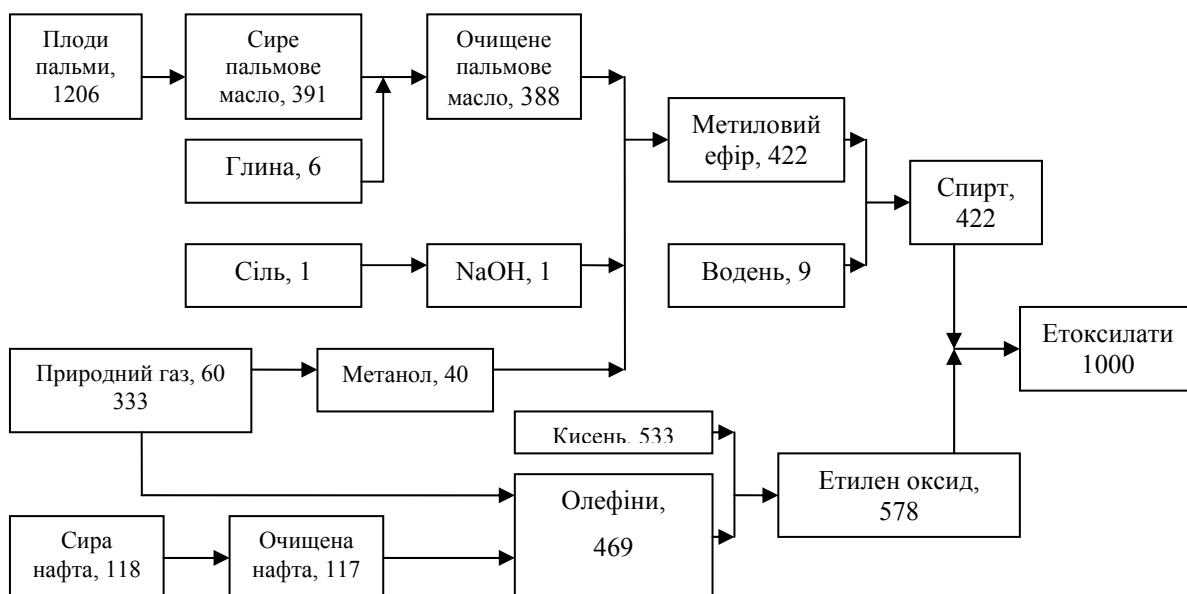 Плоди
пальми,
1206
Сире
пальмове
масло, 391
Очищене
пальмове
масло, 388
Глина, 6
Метиловий
ефір, 422
Спирт,
422
Сіль, 1
NaOH, 1
Водень, 9
Етоксилати
1000
Природний газ, 60
333
Метанол, 40
Кисень, 533
Етилен оксид,
578
Олефіни,
469
Сира
нафта, 118
Очищена
нафта, 117